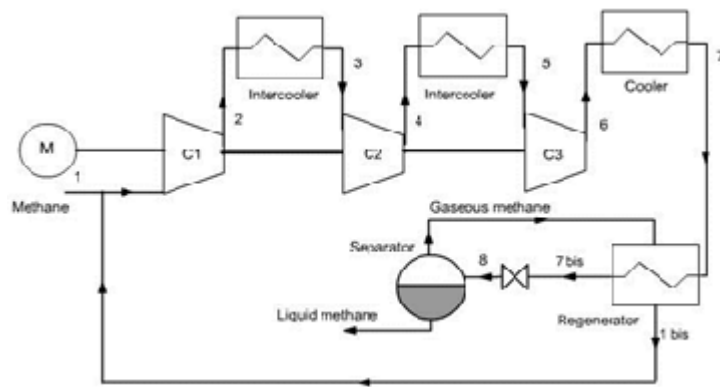 3
Intercooler
5
Intercooler
7
Cooler
2
4
6
M
C1
C2
C3
1
Methane
Gaseous methane
Separator
8
7 bis
Liquid methane
Regenerator
1 bis